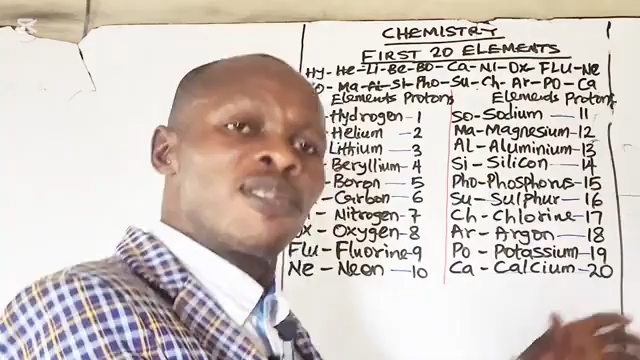 CHEMISTRY
FIRST 20 ELEMENTS
Hy-He-Li-Be-Bo-Ca-Ni-Ox-FLU-Ne
Ma-AL-Si-Pho-Su-Ch-Ar-PO-Ca
Elements Protons Elements Protons
Hydrogen-1
Helium-2
Lithium-3
Beryllium-4
Boron-5
Carbon-6
Nitrogen-7
Oxygen-8
Flu-Fluorine-9
Ne-Neon-10
So-Sodium-11
Ma-Magnesium-12
AL-Aluminium-13
Si-Silicon-14
Pho-Phosphorus-15
Su-Sulphur-16
Ch-Chlorine-17
Ar-Argon-18
Po-Potassium-19
Ca-Calcium-20